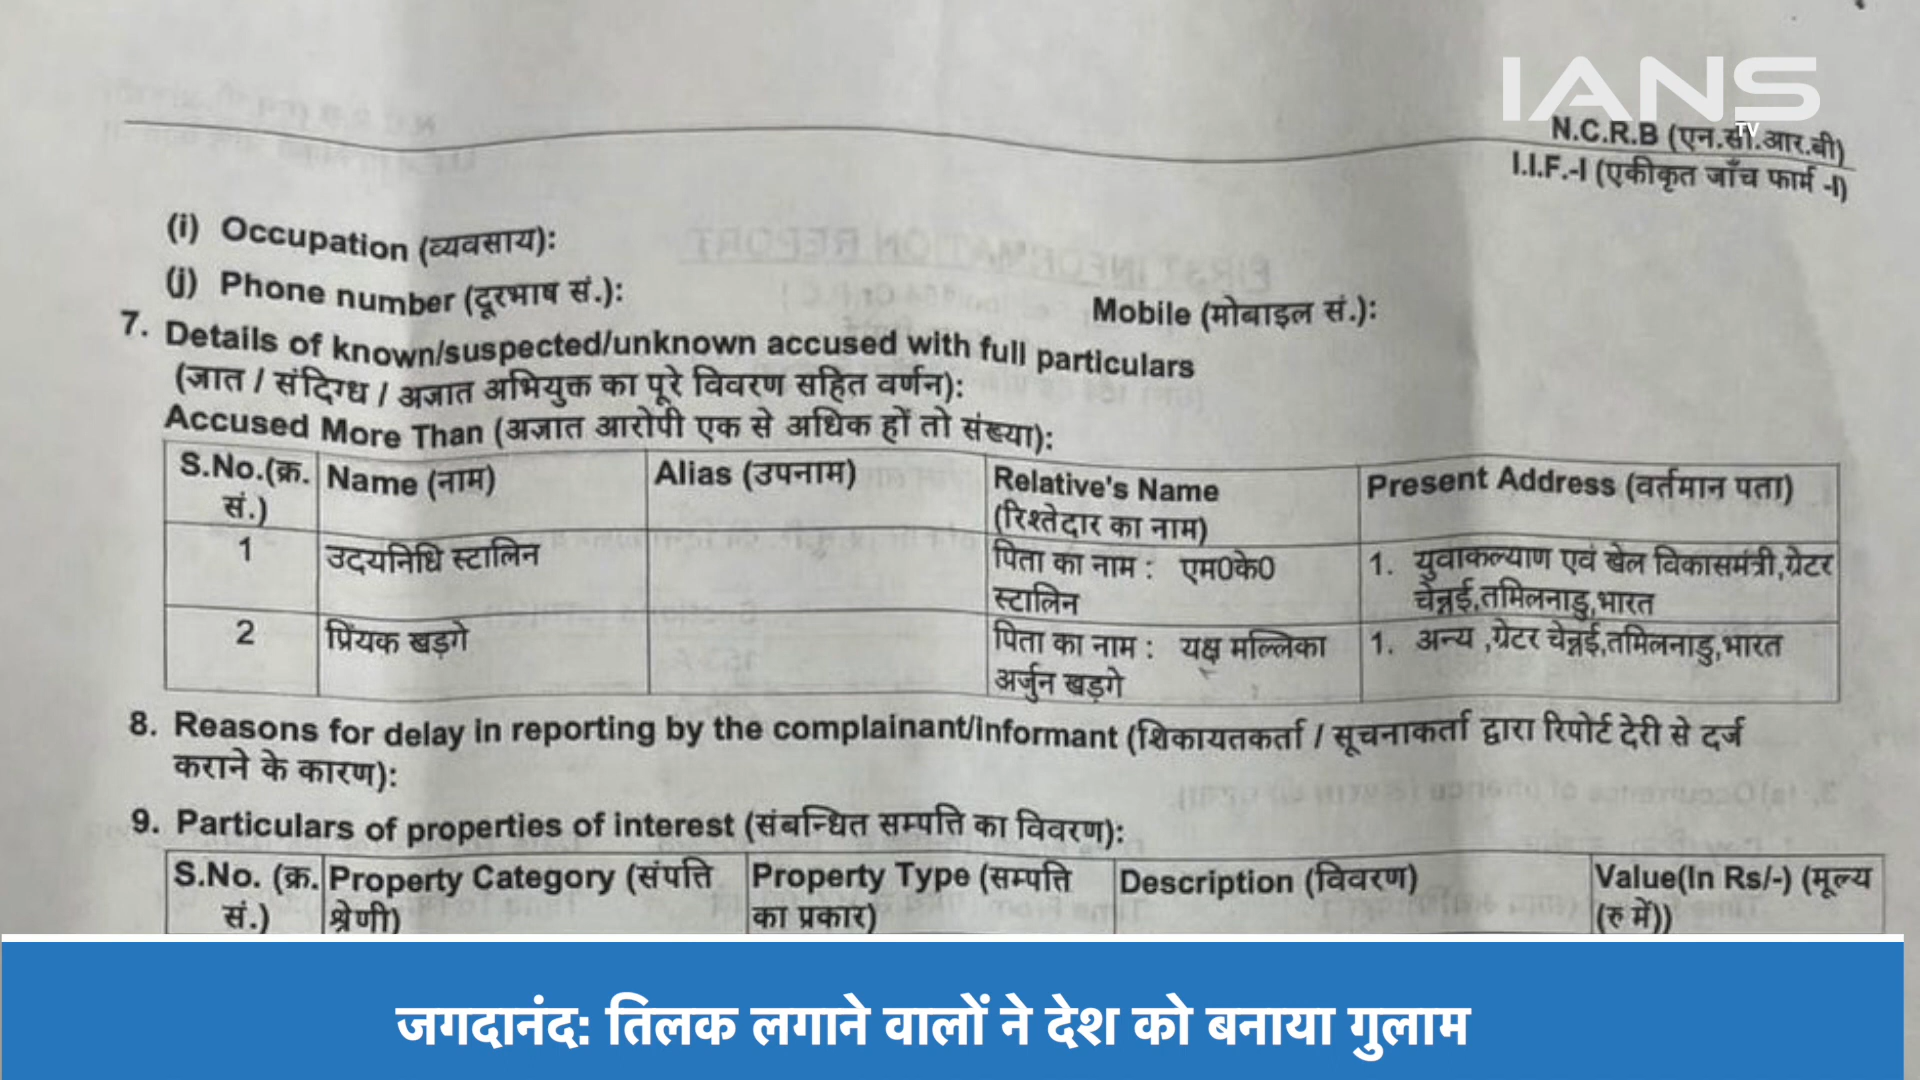 IANS
TV
N.C.R.B (एन.सी.आर.बी)
I.I.F.-I (एकीकृत जाँच फार्म -I)
(i) Occupation (व्यवसाय):
(j) Phone number (दूरभाष सं.): Mobile (मोबाइल सं.):
7. Details of known/suspected/unknown accused with full particulars
(ज्ञात / संदिग्ध / अज्ञात अभियुक्त का पूरे विवरण सहित वर्णन):
Accused More Than (अज्ञात आरोपी एक से अधिक हों तो संख्या):
S.No.(क्र. सं.) Name (नाम) Alias (उपनाम) Relative's Name (रिश्तेदार का नाम) Present Address (वर्तमान पता)
1 उदयनिधि स्टालिन पिता का नाम : एम0के0 स्टालिन 1. युवाकल्याण एवं खेल विकासमंत्री,ग्रेटर चेन्नई,तमिलनाडु,भारत
2 प्रियंक खड़गे पिता का नाम : यक्ष मल्लिका अर्जुन खड़गे 1. अन्य ,ग्रेटर चेन्नई,तमिलनाडु,भारत
8. Reasons for delay in reporting by the complainant/informant (शिकायतकर्ता / सूचनाकर्ता द्वारा रिपोर्ट देरी से दर्ज
कराने के कारण):
9. Particulars of properties of interest (संबन्धित सम्पत्ति का विवरण):
S.No. (क्र. सं.) Property Category (संपत्ति श्रेणी) Property Type (सम्पत्ति का प्रकार) Description (विवरण) Value(In Rs/-) (मूल्य (रु में))
जगदानंद: तिलक लगाने वालों ने देश को बनाया गुलाम